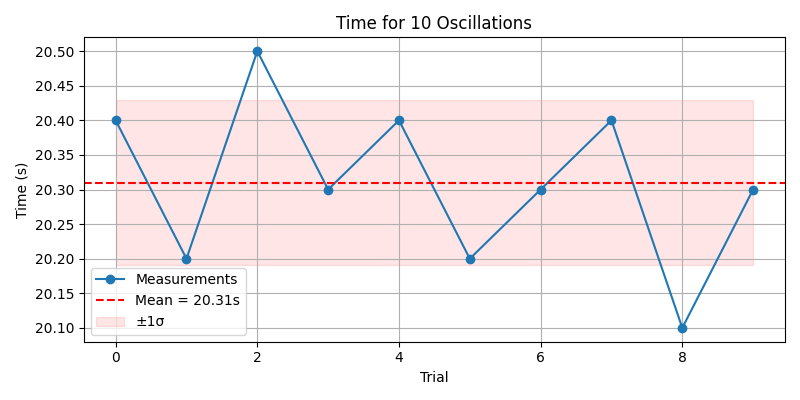 Time for 10 Oscillations
Time (s)
20.50
20.45
20.40
20.35
20.30
20.25
20.20
20.15
20.10
Measurements
Mean = 20.31s
±1σ
0
2
4
6
8
Trial